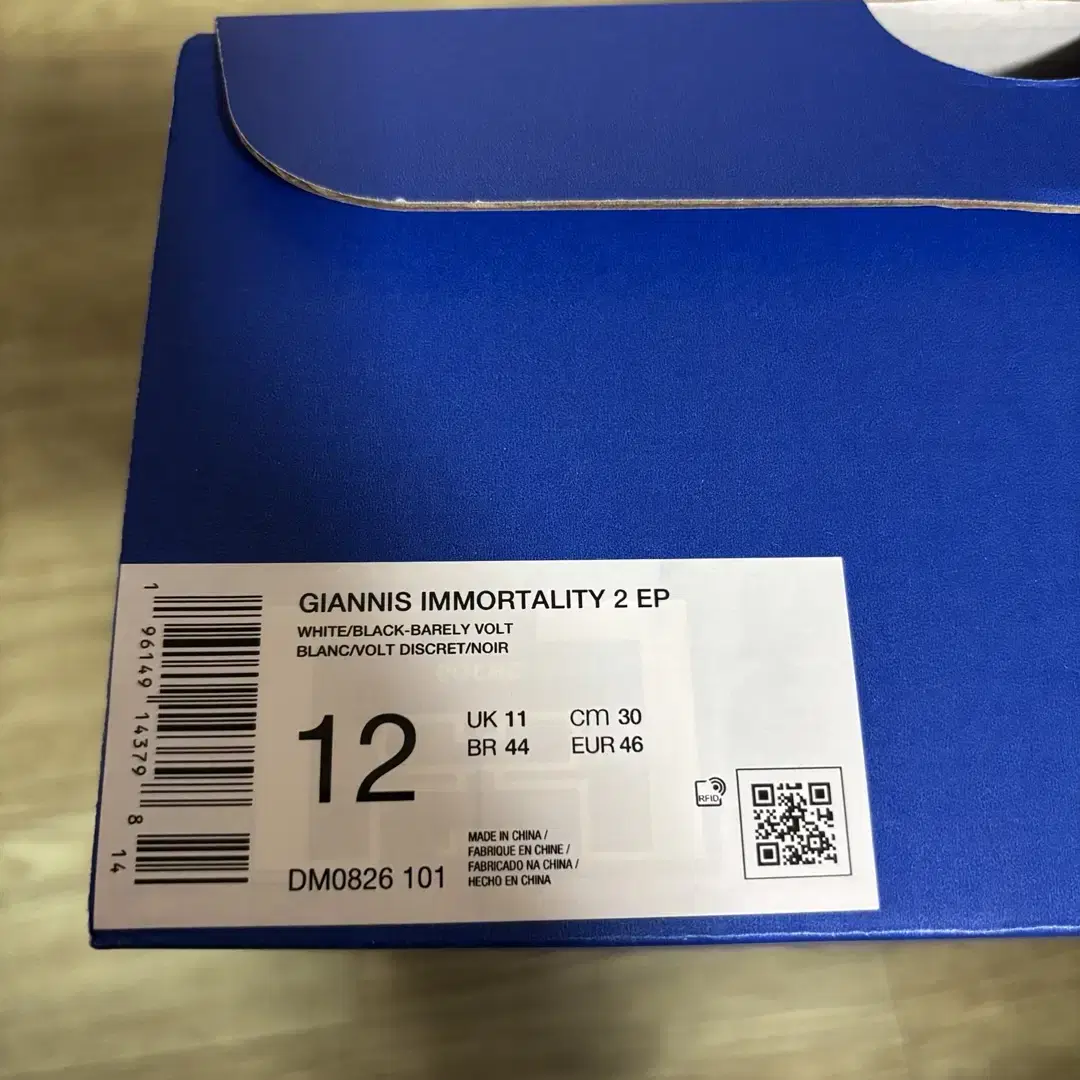 GIANNIS IMMORTALITY 2 EP
WHITE/BLACK-BARELY VOLT
BLANC/VOLT DISCRET/NOIR
12
UK 11 cm 30
BR 44 EUR 46
MADE IN CHINA /
FABRIQUE EN CHINE /
FABRICADO NA CHINA /
HECHO EN CHINA
DM0826 101
RFID
1 96149 14379 8
14